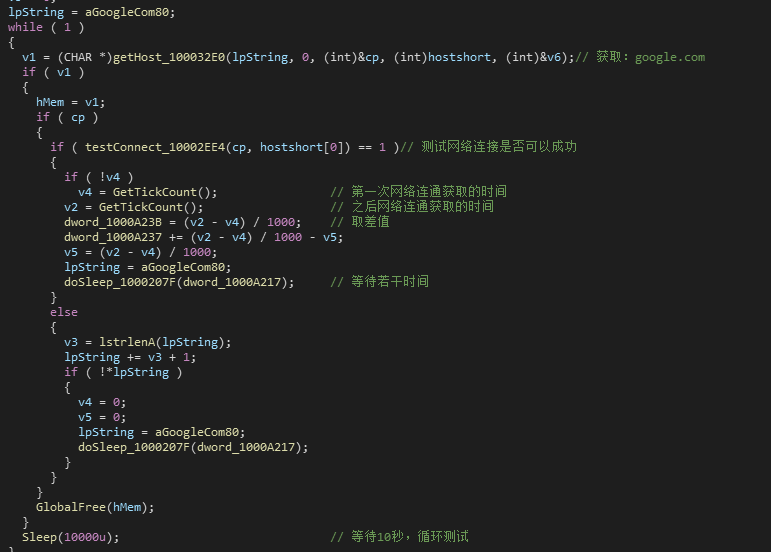 lpString = aGoogleCom80;
while ( 1 )
{
v1 = (CHAR *)getHost_100032E0(lpString, 0, (int)&cp, (int)hostshort, (int)&v6);// 获取：google.com
if ( v1 )
{
hMem = v1;
if ( cp )
{
if ( testConnect_10002EE4(cp, hostshort[0]) == 1 )// 测试网络连接是否可以成功
{
if ( !v4 )
v4 = GetTickCount(); // 第一次网络连通获取的时间
v2 = GetTickCount(); // 之后网络连通获取的时间
dword_1000A23B = (v2 - v4) / 1000; // 取差值
dword_1000A237 += (v2 - v4) / 1000 - v5;
v5 = (v2 - v4) / 1000;
lpString = aGoogleCom80;
doSleep_1000207F(dword_1000A217); // 等待若干时间
}
else
{
v3 = lstrlenA(lpString);
lpString += v3 + 1;
if ( !*lpString )
{
v4 = 0;
v5 = 0;
lpString = aGoogleCom80;
doSleep_1000207F(dword_1000A217);
}
}
}
GlobalFree(hMem);
}
Sleep(10000u); // 等待10秒，循环测试